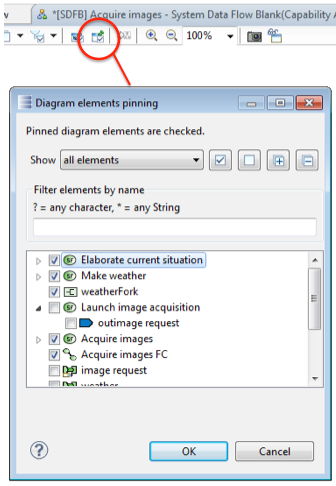 w
*[SDFB] Acquire images - System Data Flow Blank(Capability A
100%
Diagram elements pinning
Pinned diagram elements are checked.
Show all elements
Filter elements by name
? = any character, * = any String
Elaborate current situation
Make weather
weatherFork
Launch image acquisition
outimage request
Acquire images
Acquire images FC
image request
weather
OK
Cancel